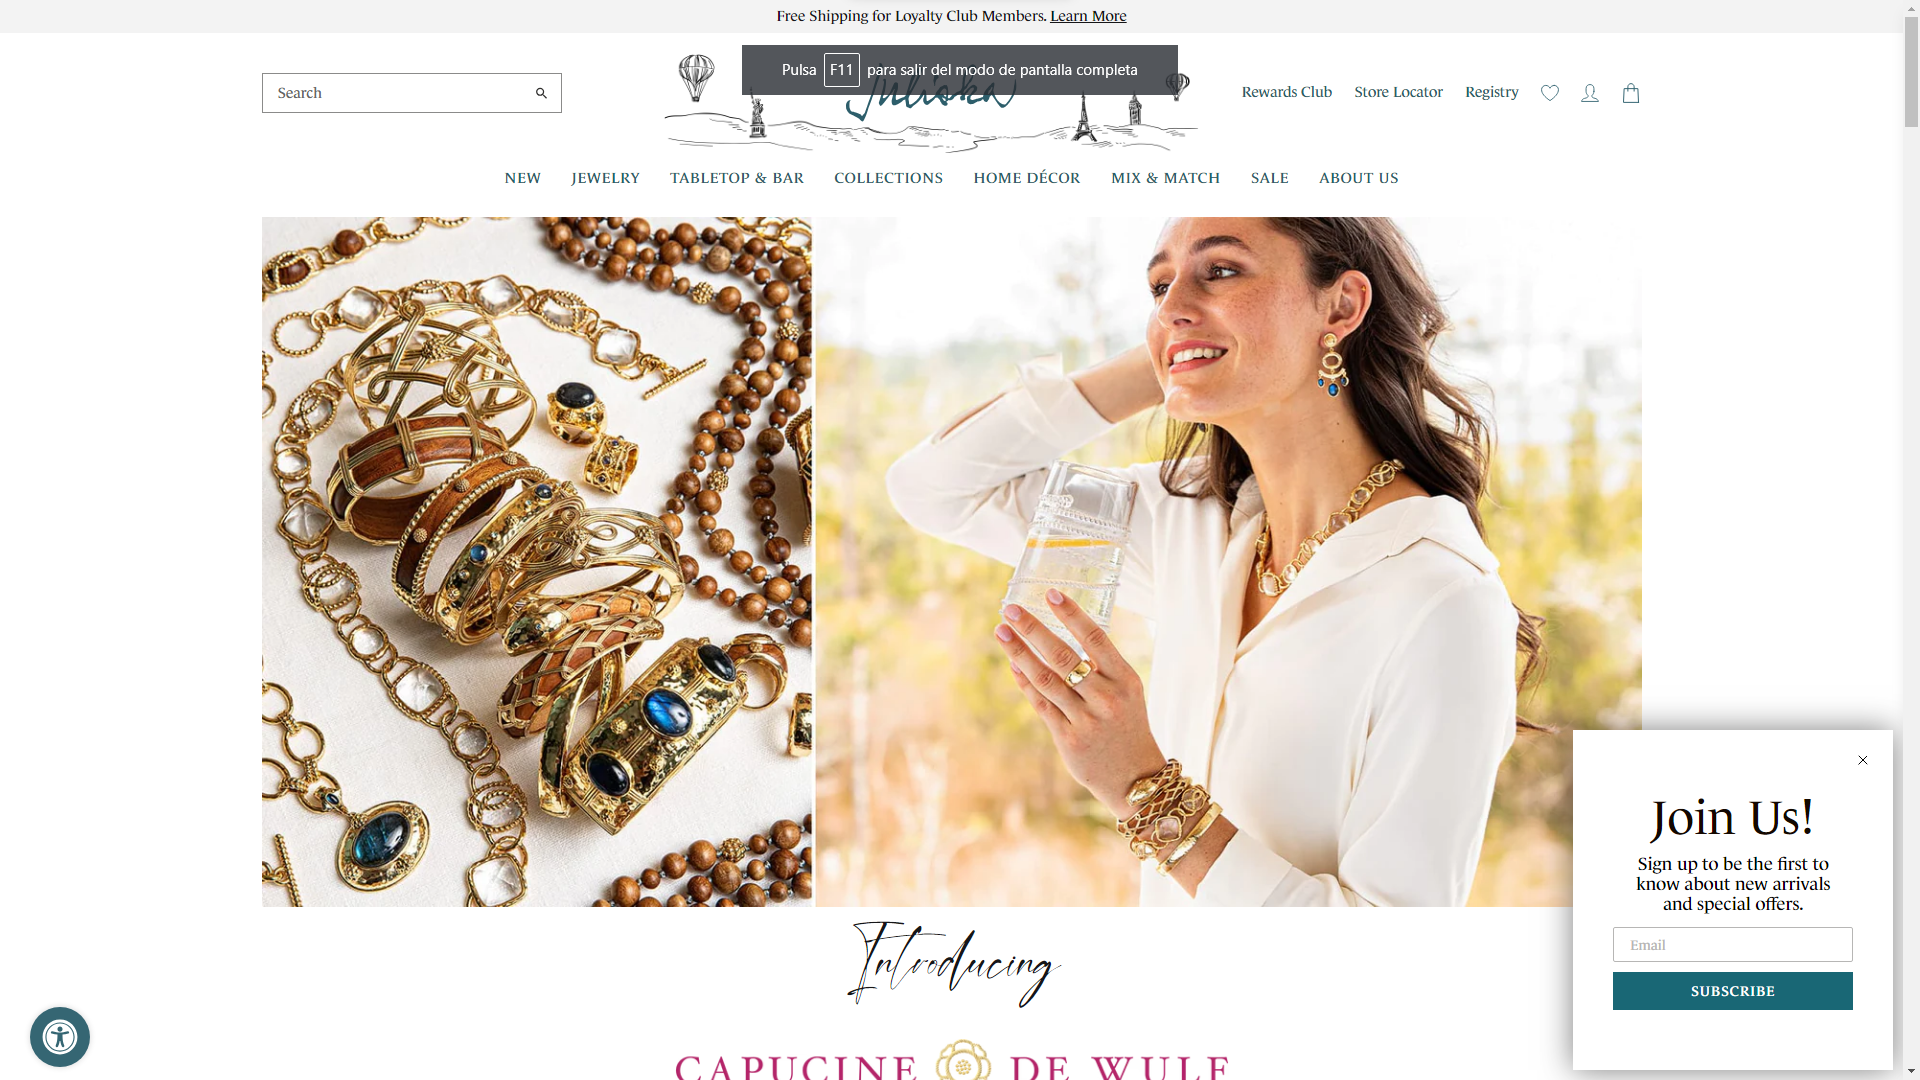 Free Shipping for Loyalty Club Members. Learn More
Pulsa F11 para salir del modo de pantalla completa
Search
juliska
Rewards Club Store Locator Registry
NEW JEWELRY TABLETOP & BAR COLLECTIONS HOME DÉCOR MIX & MATCH SALE ABOUT US
Join Us!
Sign up to be the first to
know about new arrivals
and special offers.
Email
SUBSCRIBE
Introducing
CAPUCINE DE WULF